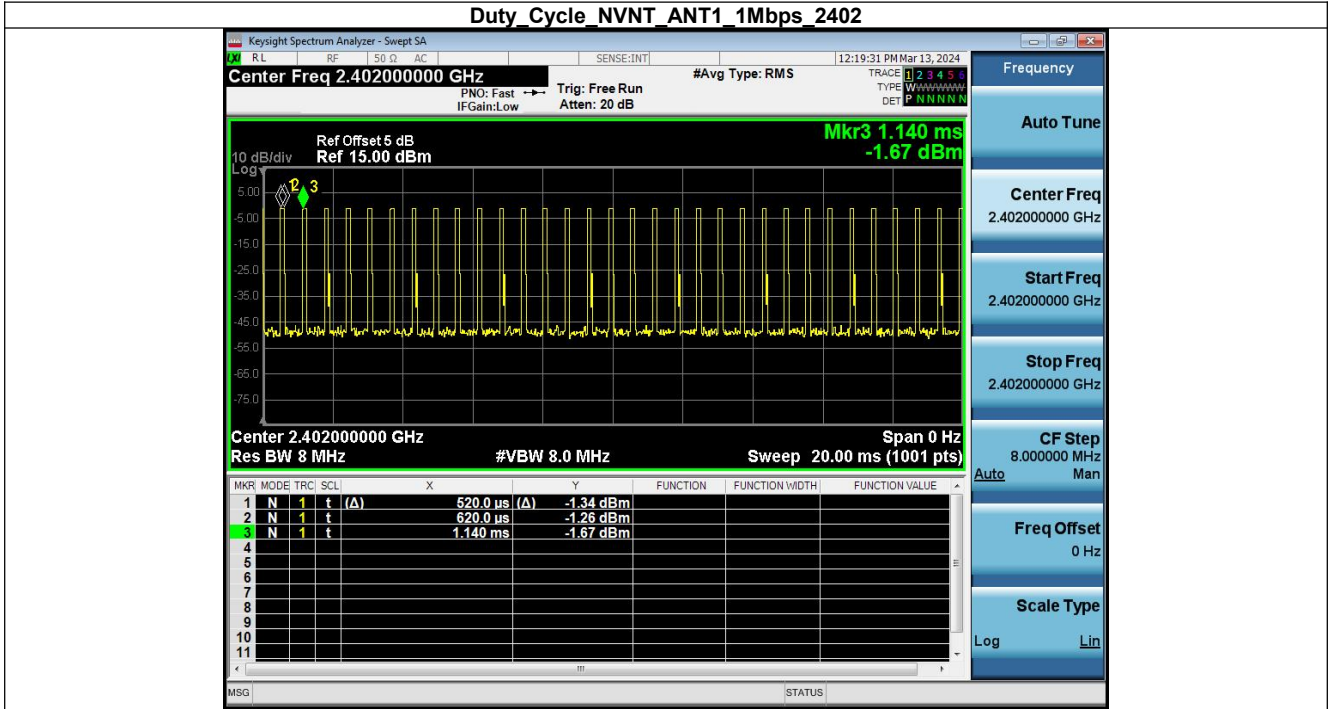 Duty_Cycle_NVNT_ANT1_1Mbps_2402
Keysight Spectrum Analyzer - Swept SA
LXI RL RF 50 Ω AC SENSE:INT 12:19:31 PM Mar 13, 2024
Center Freq 2.402000000 GHz
PNO: Fast
IFGain:Low
Trig: Free Run
Atten: 20 dB
#Avg Type: RMS
TRACE 1 2 3 4 5 6
TYPE WWWWWW
DET P N N N N N
Ref Offset 5 dB
10 dB/div Ref 15.00 dBm
Log
Mkr3 1.140 ms
-1.67 dBm
2 3
5.00
-5.00
-15.0
-25.0
-35.0
-45.0
-55.0
-65.0
-75.0
Center 2.402000000 GHz Span 0 Hz
Res BW 8 MHz #VBW 8.0 MHz Sweep 20.00 ms (1001 pts)
MKR MODE TRC SCL X Y FUNCTION FUNCTION WIDTH FUNCTION VALUE
1 N 1 t (Δ) 520.0 µs (Δ) -1.34 dBm
2 N 1 t 620.0 µs -1.26 dBm
3 N 1 t 1.140 ms -1.67 dBm
4
5
6
7
8
9
10
11
MSG STATUS
Frequency
Auto Tune
Center Freq
2.402000000 GHz
Start Freq
2.402000000 GHz
Stop Freq
2.402000000 GHz
CF Step
8.000000 MHz
Auto Man
Freq Offset
0 Hz
Scale Type
Log Lin